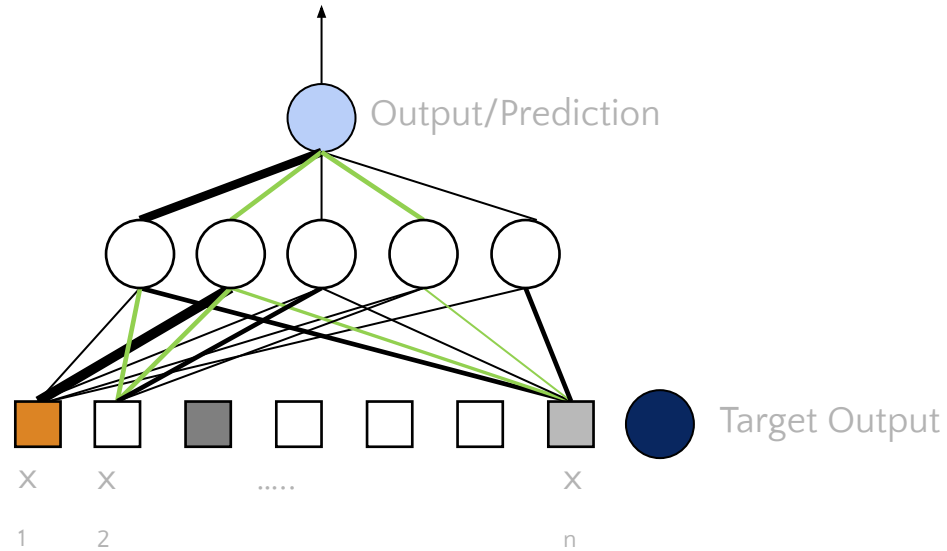 Output/Prediction
Target Output
X X ..... X
1 2 n